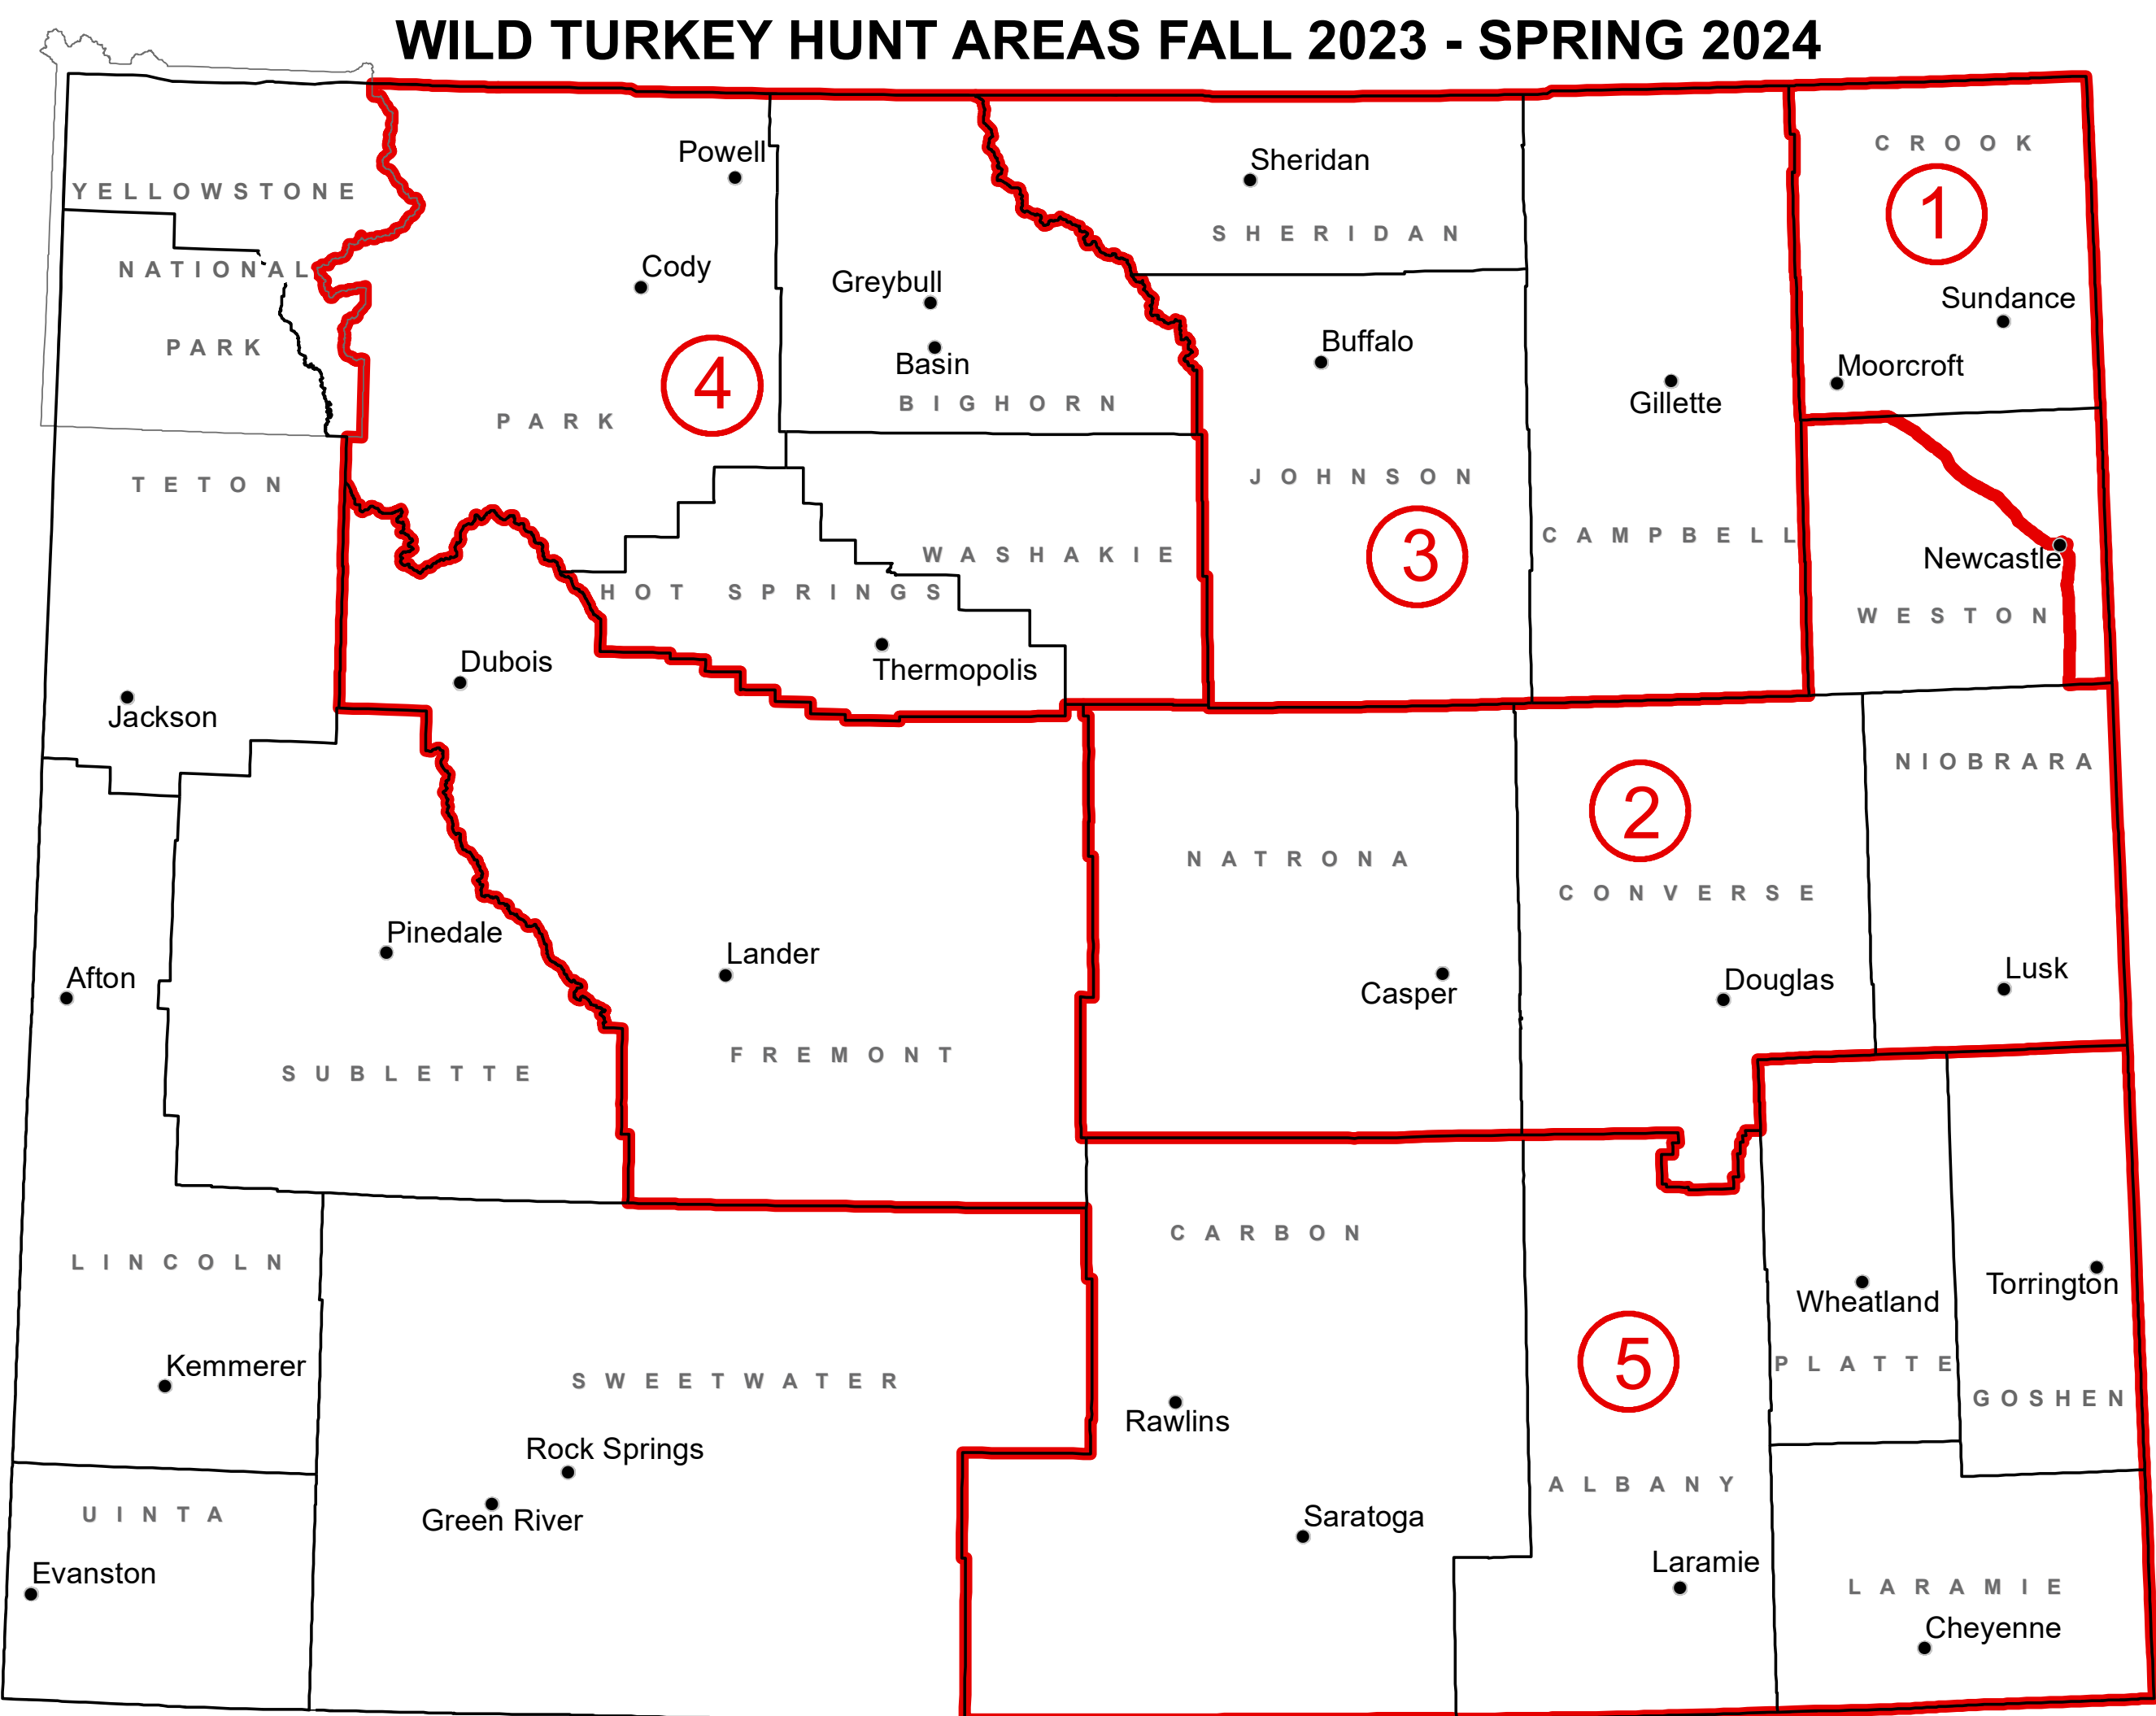 WILD TURKEY HUNT AREAS FALL 2023 - SPRING 2024
CROOK
Powell
Sheridan
YELLOWSTONE
1
SHERIDAN
NATIONAL
Cody
Greybull
Sundance
PARK
Buffalo
Basin
Moorcroft
4
BIGHORN
Gillette
PARK
TETON
JOHNSON
CAMPBELL
3
WASHAKIE
Newcastle
HOT SPRINGS
WESTON
Dubois
Thermopolis
Jackson
NIOBRARA
2
NATRONA
CONVERSE
Pinedale
Lander
Afton
Casper
Douglas
Lusk
FREMONT
SUBLETTE
CARBON
LINCOLN
Wheatland
Torrington
Kemmerer
5
PLATTE
SWEETWATER
GOSHEN
Rawlins
Rock Springs
ALBANY
UINTA
Green River
Saratoga
Evanston
Laramie
LARAMIE
Cheyenne